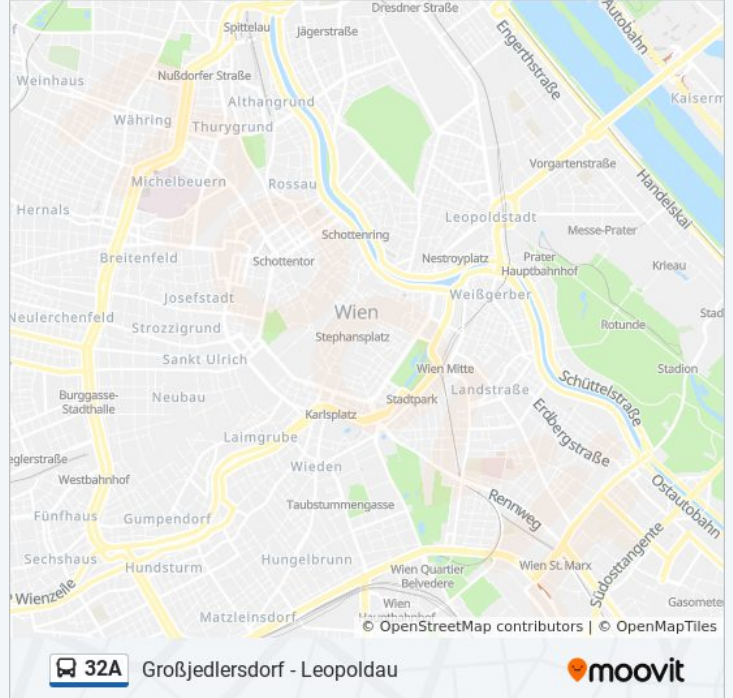 Dresdner Straße
Spittelau
Jägerstraße
Autobahn
Engerthstraße
f
Weinhaus
Nußdorfer Straße
Althangrund
Kaiserm
Währing
Thurygrund
Vorgartenstraße
Michelbeuern
Rossau
Handelskai
Hernals
Leopoldstadt
Schottenring
Messe-Prater
Breitenfeld
Schottentor
Nestroyplatz
Prater
Hauptbahnhof
Krieau
Josefstadt
Weißgerber
Wien
Stad
Neulerchenfeld
Strozzigrund
Stephansplatz
Rotunde
Sankt Ulrich
Wien Mitte
Stadion
Schüttelstraße
Burggasse-
Stadthalle
Neubau
Landstraße
Stadtpark
Karlsplatz
Erdbergstraße
Laimgrube
eglerstraße
Wieden
Westbahnhof
Ostautobahn
Taubstummengasse
Rennweg
Fünfhaus
Gumpendorf
Südosttangente
Sechshaus
Hundsturm
Hungelbrunn
Wien Quartier
Belvedere
Wien St. Marx
Wienzeile
Wien
Hauptbahnhof
Gasomete
Matzleinsdorf
© OpenStreetMap contributors | © OpenMapTiles
32A Großjedlersdorf - Leopoldau
moovit